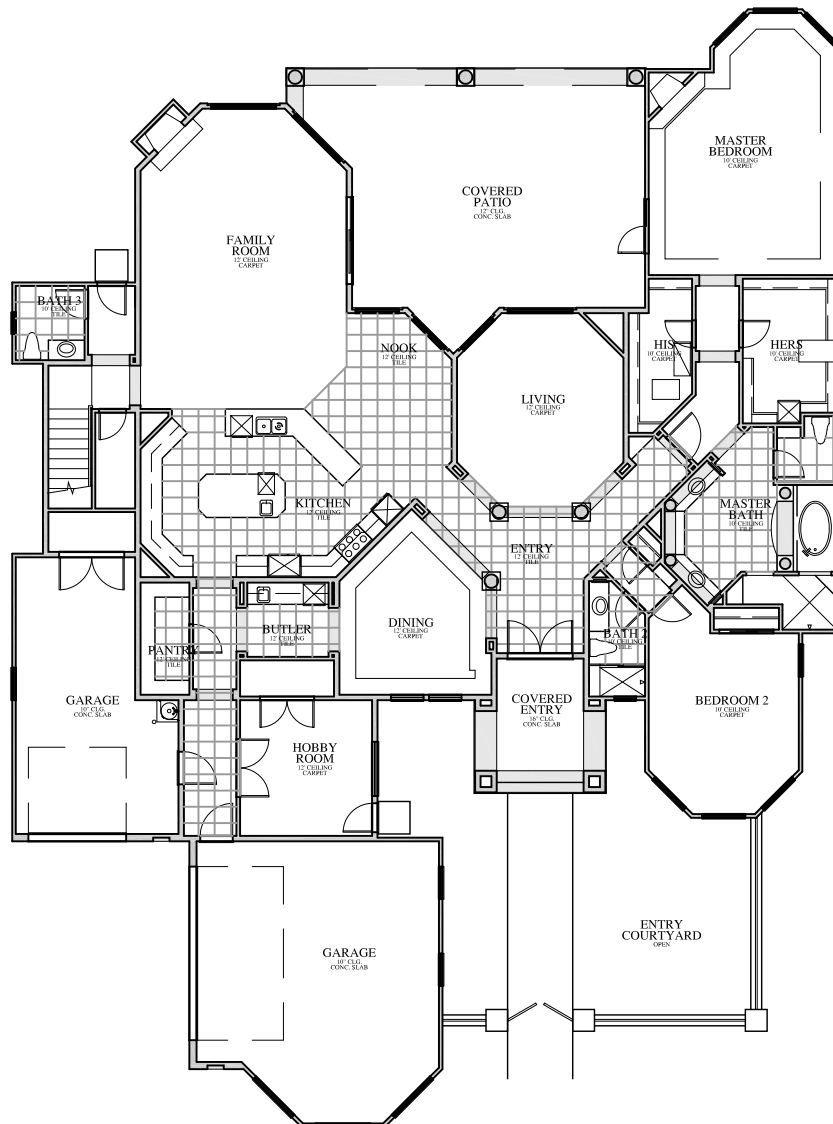 MASTER
BEDROOM
10' CEILING
CARPET
COVERED
PATIO
12" CLG.
CONC. SLAB
FAMILY
ROOM
12' CEILING
CARPET
BATH 3
10' CEILING
TILE
NOOK
12' CEILING
TILE
HIS
10' CEILING
CARPET
HERS
10' CEILING
CARPET
LIVING
12' CEILING
CARPET
KITCHEN
12' CEILING
TILE
MASTER
BATH
10' CEILING
TILE
ENTRY
12' CEILING
TILE
DINING
12' CEILING
CARPET
BUTLER
12' CEILING
TILE
BATH 2
10' CEILING
TILE
PANTRY
12' CEILING
TILE
GARAGE
10" CLG.
CONC. SLAB
COVERED
ENTRY
16" CLG.
CONC. SLAB
BEDROOM 2
10' CEILING
CARPET
HOBBY
ROOM
12' CEILING
CARPET
ENTRY
COURTYARD
OPEN
GARAGE
10" CLG.
CONC. SLAB